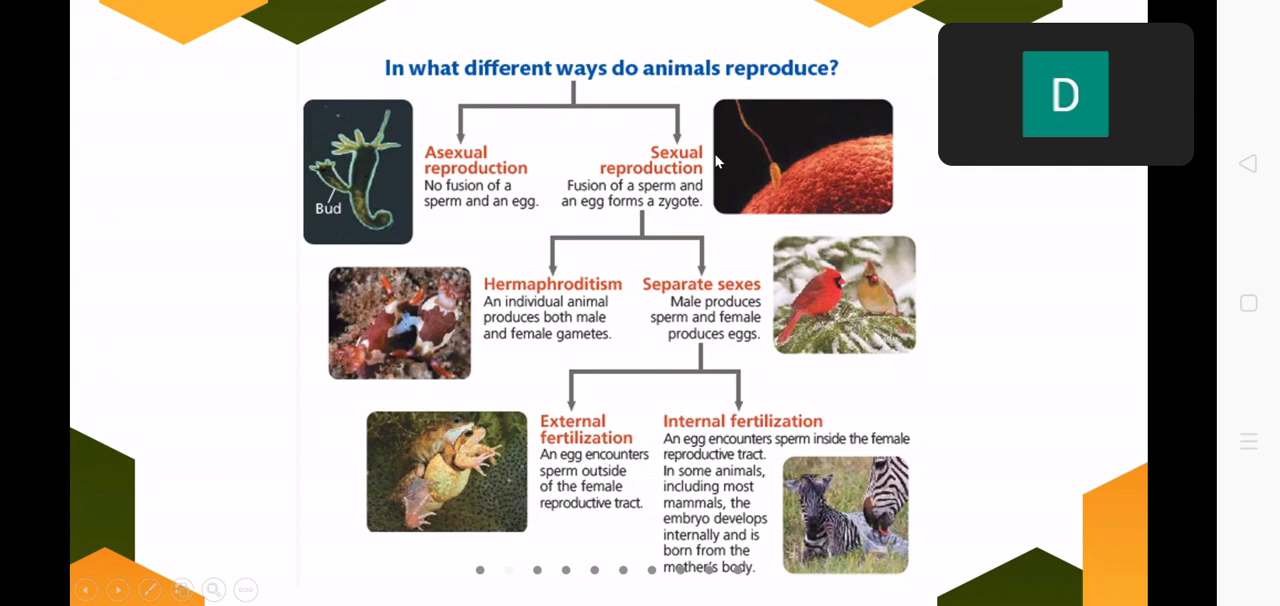 In what different ways do animals reproduce?
D
Asexual
reproduction
No fusion of a
sperm and an egg.
Sexual
reproduction
Fusion of a sperm and
an egg forms a zygote.
Bud
Hermaphroditism
An individual animal
produces both male
and female gametes.
Separate sexes
Male produces
sperm and female
produces eggs.
External
fertilization
An egg encounters
sperm outside
of the female
reproductive tract.
Internal fertilization
An egg encounters sperm inside the female
reproductive tract.
In some animals,
including most
mammals, the
embryo develops
internally and is
born from the
mother's body.